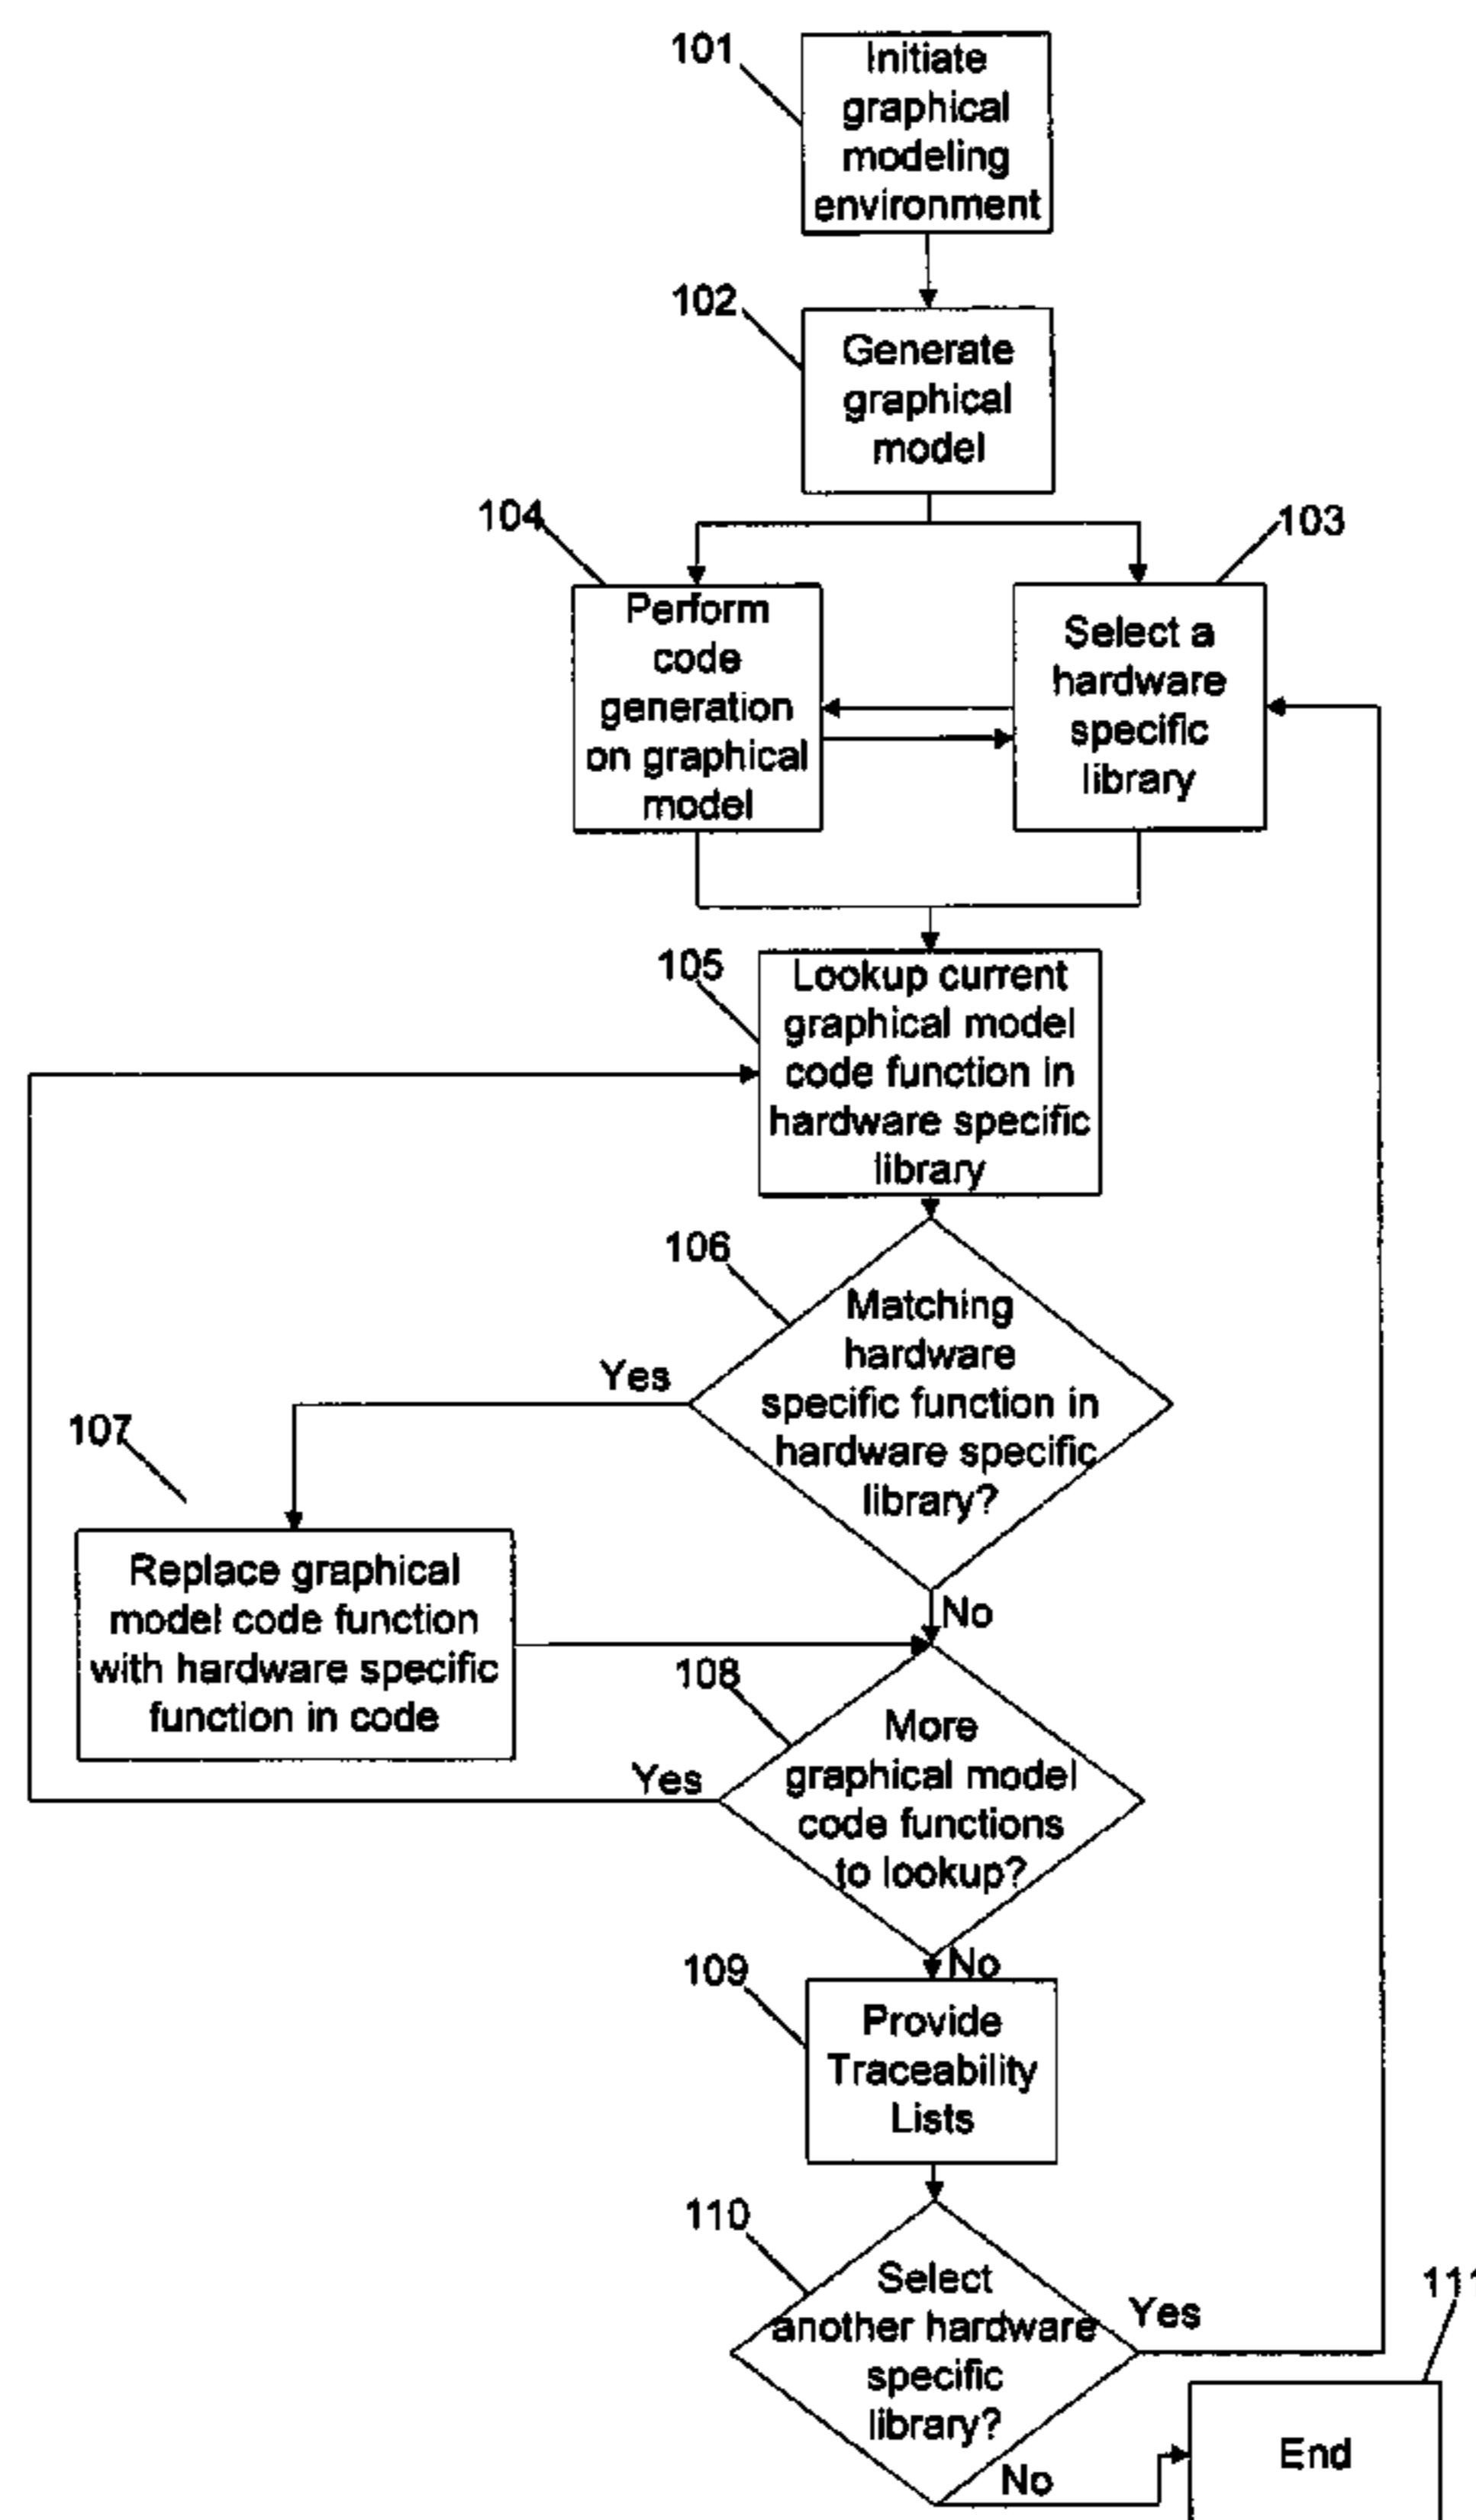 101
Initiate
graphical
modeling
environment
102
Generate
graphical
model
104
103
Perform
code
generation
on graphical
model
Select a
hardware
specific
library
105
Lookup current
graphical model
code function in
hardware specific
library
106
Matching
hardware
specific function in
hardware specific
library?
Yes
107
Replace graphical
model code function
with hardware specific
function in code
No
108
More
graphical model
code functions
to lookup?
Yes
No
109
Provide
Traceability
Lists
110
Select
another hardware
specific
library?
Yes
111
No
End